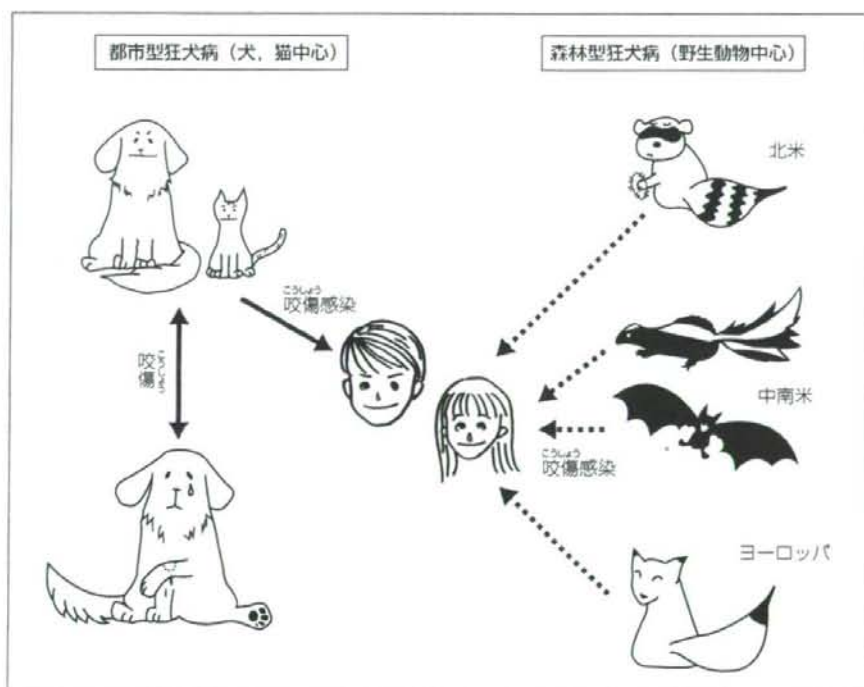 都市型狂犬病（犬，猫中心）
森林型狂犬病（野生動物中心）
北米
こうしょう
咬傷感染
こうしょう
咬傷
中南米
こうしょう
咬傷感染
ヨーロッパ